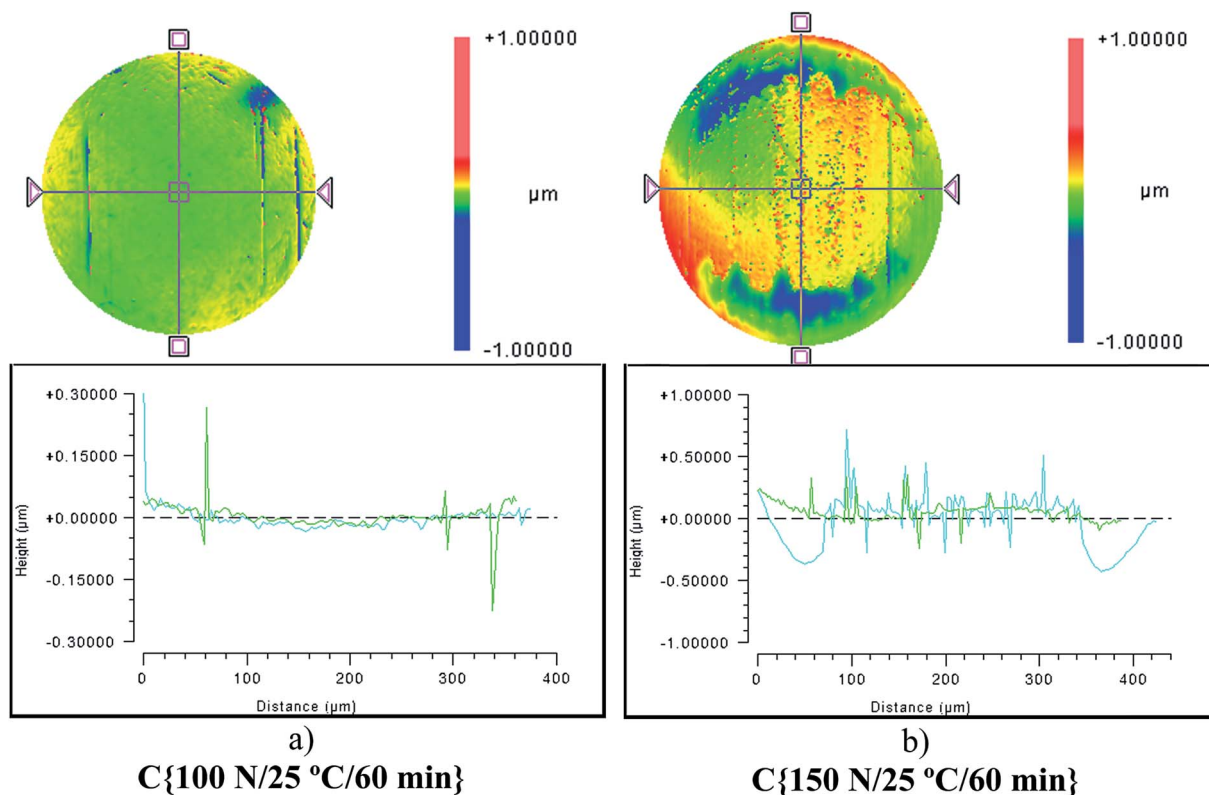 +1.00000
µm
-1.00000
+1.00000
µm
-1.00000
+0.30000
+0.15000
+0.00000
-0.15000
-0.30000
Height (µm)
0 100 200 300 400
Distance (µm)
+1.00000
+0.50000
+0.00000
-0.50000
-1.00000
Height (µm)
0 100 200 300 400
Distance (µm)
a)
C{100 N/25 ºC/60 min}
b)
C{150 N/25 ºC/60 min}